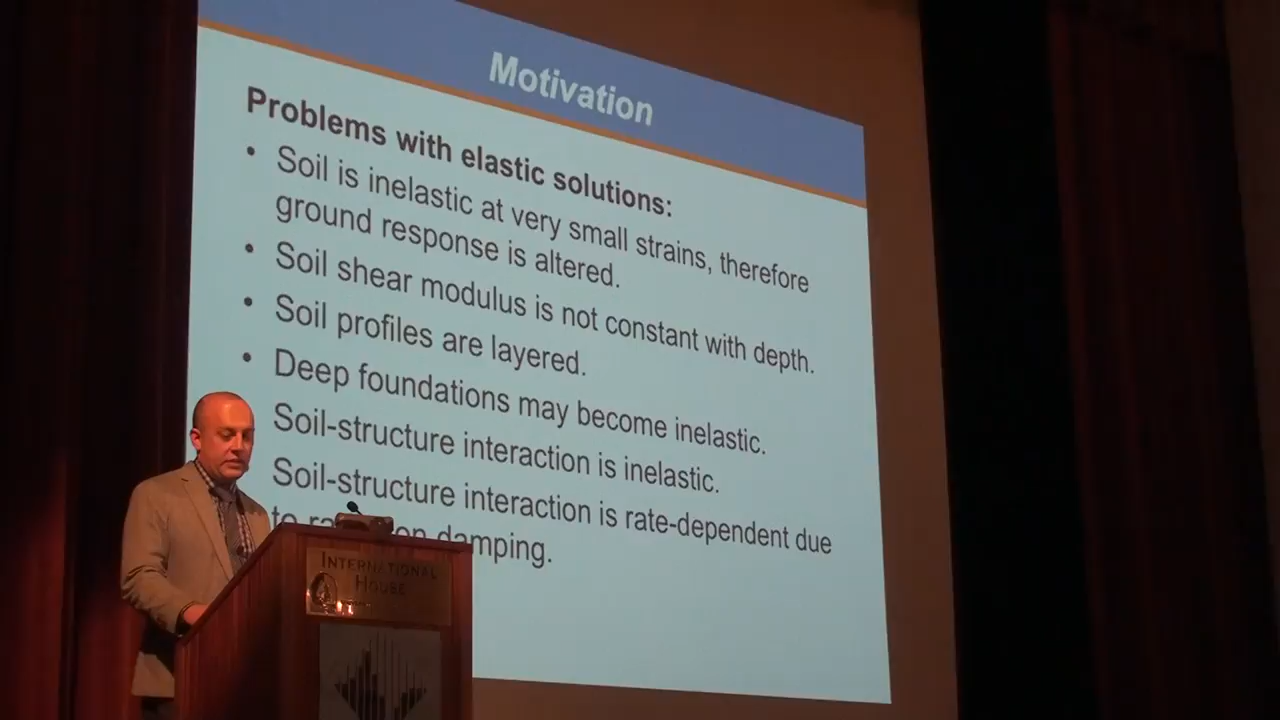 Motivation
Problems with elastic solutions:
• Soil is inelastic at very small strains, therefore
ground response is altered.
• Soil shear modulus is not constant with depth.
• Soil profiles are layered.
• Deep foundations may become inelastic.
Soil-structure interaction is inelastic.
Soil-structure interaction is rate-dependent due
to damping.
INTERNATIONAL
HOUSE